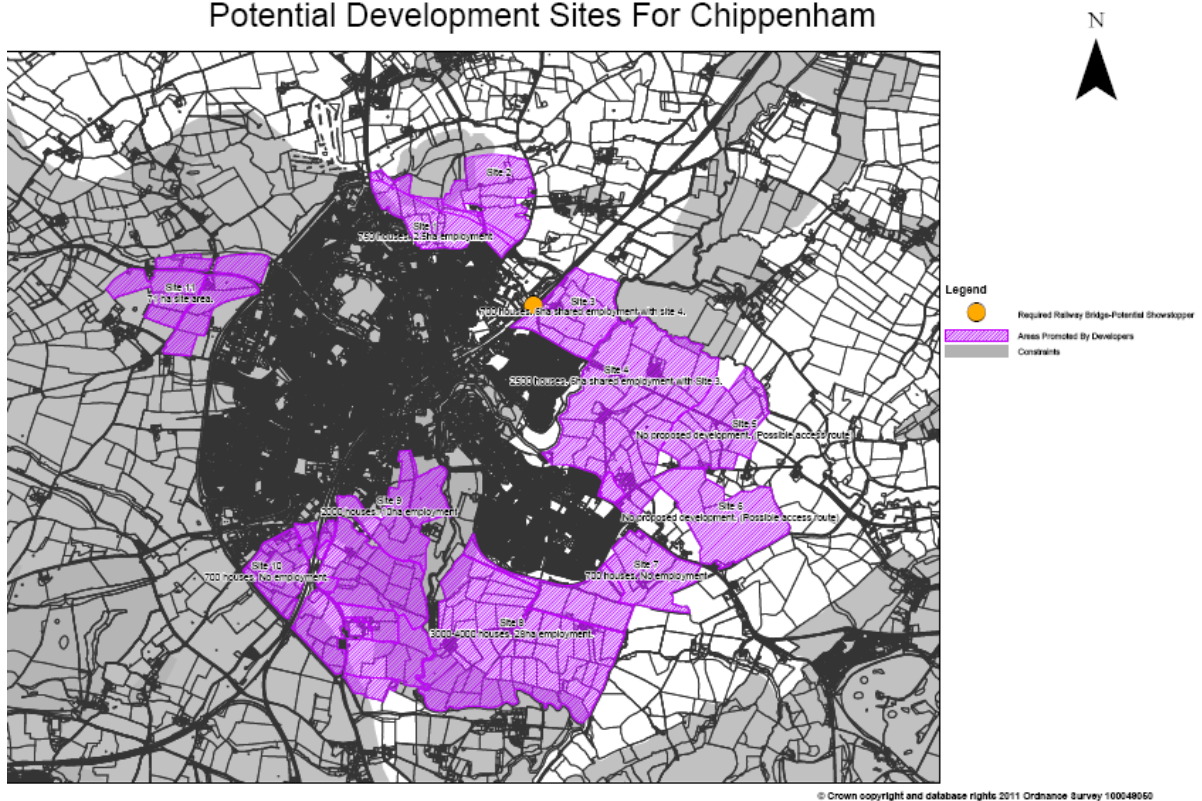 Potential Development Sites For Chippenham
N
Site 2
Site
750 houses. 2.5ha employment
Site 11
71 ha site area.
Site 3
700 houses. 5ha shared employment with site 4.
Site 4
2500 houses. 5ha shared employment with Site 3.
Site 5
No proposed development. (Possible access route)
Site 9
employment
Site 6
No proposed development. (Possible access route)
Site 10
700 houses. No employment
Site 7
700 houses. No employment
Site 8
3000-4000 houses. 28ha employment.
Legend
Required Railway Bridge-Potential Showstopper
Areas Promoted By Developers
Constraints
© Crown copyright and database rights 2011 Ordnance Survey 100049050